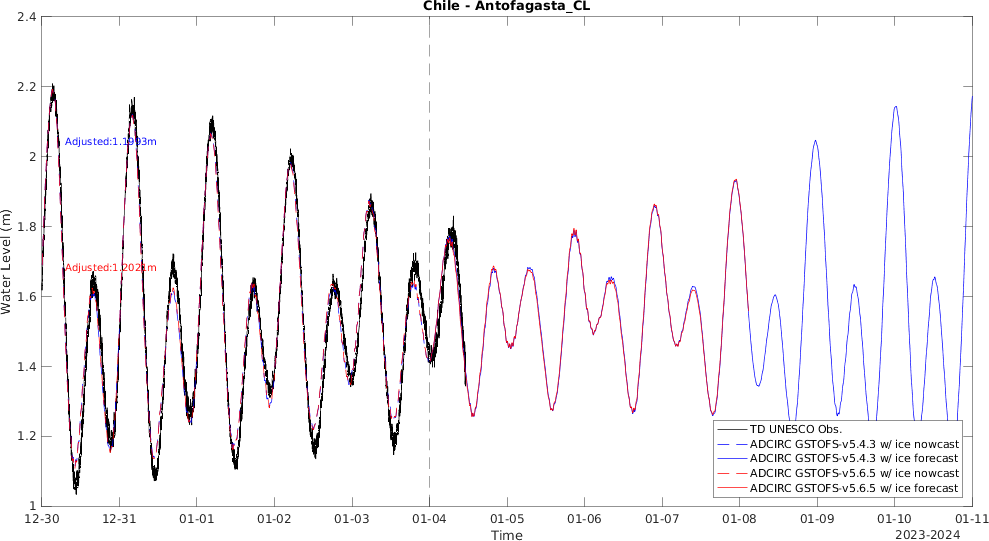 Chile - Antofagasta_CL
2.4
2.2
2
1.8
1.6
1.4
1.2
1
Water Level (m)
Adjusted:1.1993m
Adjusted:1.2021m
TD UNESCO Obs.
ADCIRC GSTOFS-v5.4.3 w/ ice nowcast
ADCIRC GSTOFS-v5.4.3 w/ ice forecast
ADCIRC GSTOFS-v5.6.5 w/ ice nowcast
ADCIRC GSTOFS-v5.6.5 w/ ice forecast
12-30 12-31 01-01 01-02 01-03 01-04 01-05 01-06 01-07 01-08 01-09 01-10 01-11
Time
2023-2024